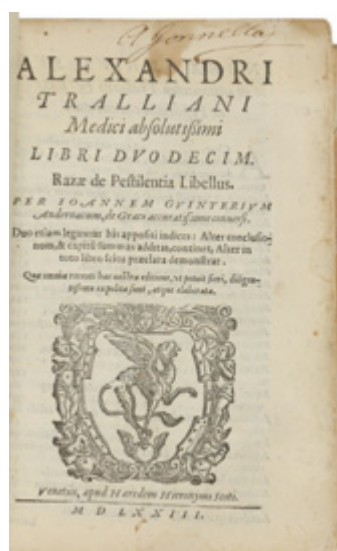 ALEXANDRI
TRALLIANI
Medici absolutissimi
LIBRI DVODECIM.
Razæ de Pestilentia Libellus.
PER IOANNEM GVINTERIVM
Andernacum, de Græco accuratissime conuersi.
Duo etiam leguntur his appositi indices: Alter conclusio-
num, & capitū summas additas, continet, Alter in
toto libro scitu præclara demonstrat.
Quæ omnia rerum hac nostra editione, vt potuit fieri, diligen-
tissime expolita sunt, atque elaborata.
Venetiis, apud Hæredem Hieronymi Scoti.
M D LXXIII.